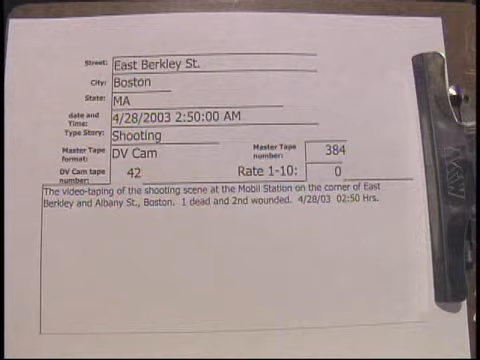 Street: East Berkley St.
City: Boston
State: MA
date and Time: 4/28/2003 2:50:00 AM
Type Story: Shooting
Master Tape format: DV Cam Master Tape number: 384
DV Cam tape number: 42 Rate 1-10: 0
The video-taping of the shooting scene at the Mobil Station on the corner of East
Berkley and Albany St., Boston. 1 dead and 2nd wounded. 4/28/03 02:50 Hrs.